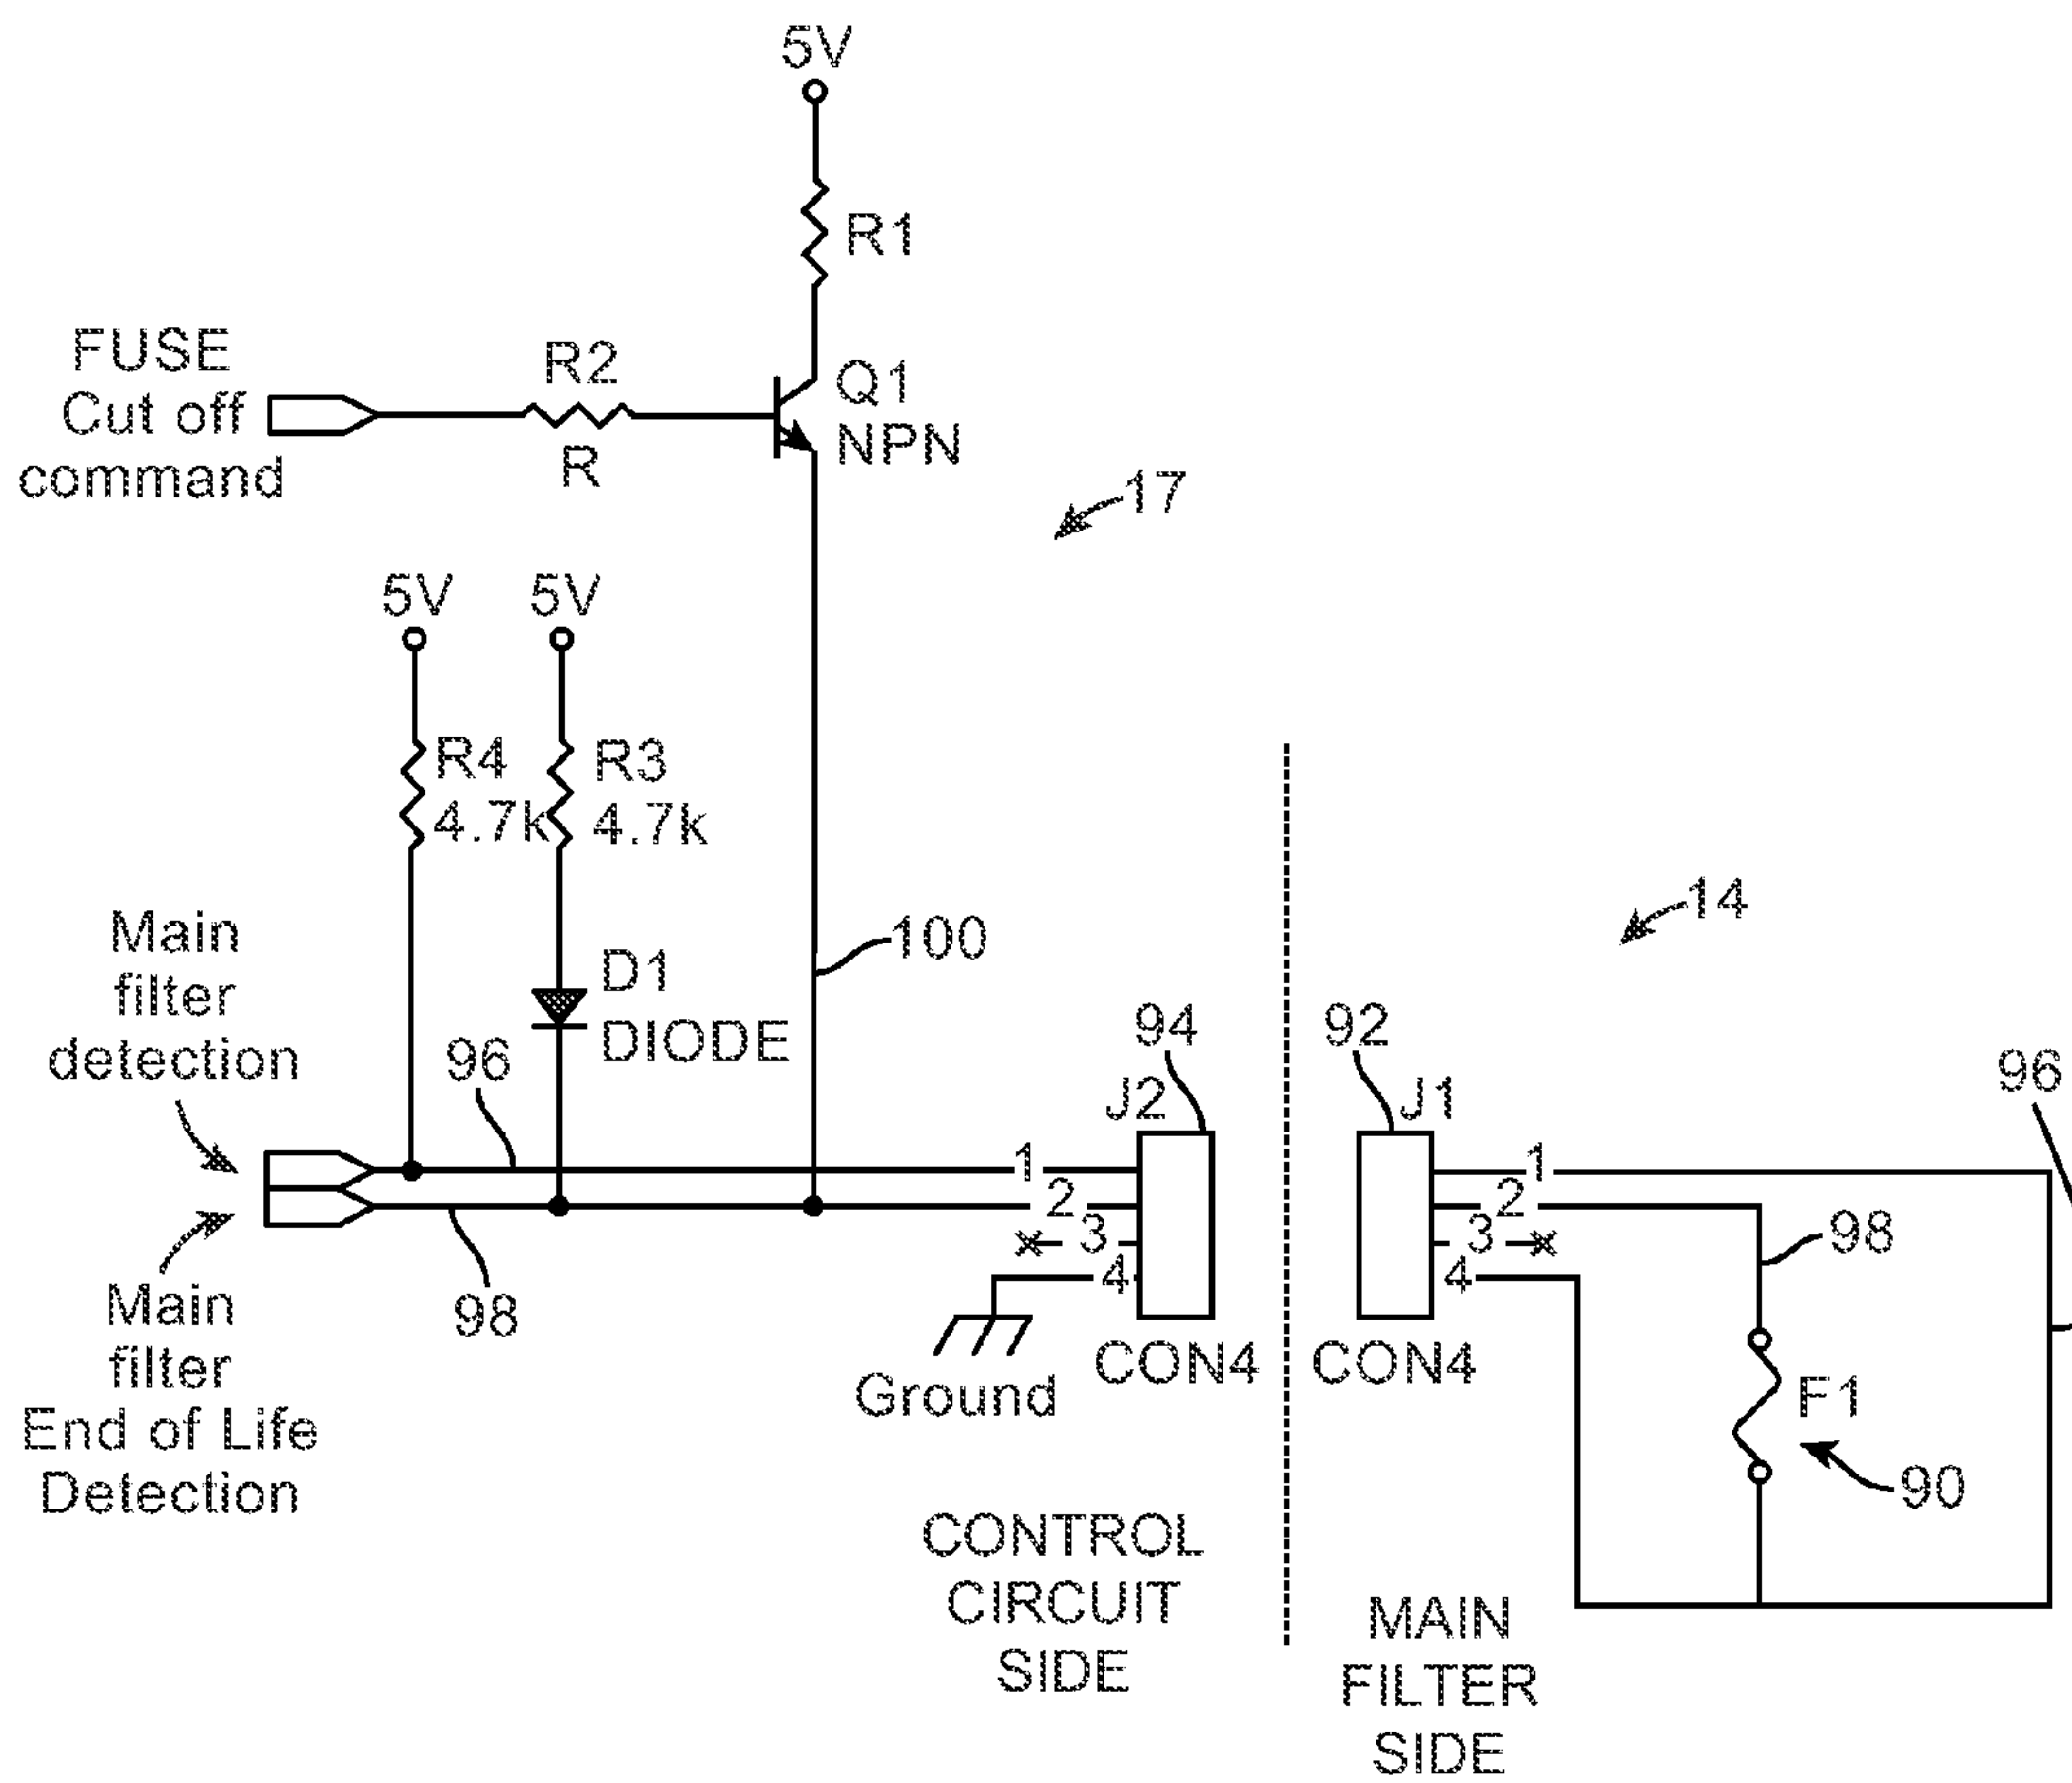 5V
R1
FUSE
Cut off
command
R2
R
Q1
NPN
17
5V
5V
R4
4.7k
R3
4.7k
14
Main
filter
detection
100
D1
DIODE
96
94
92
96
J2
J1
1
2
3
4
1
2
3
4
98
98
Main
filter
End of Life
Detection
Ground
CON4
CON4
F1
90
CONTROL
CIRCUIT
SIDE
MAIN
FILTER
SIDE